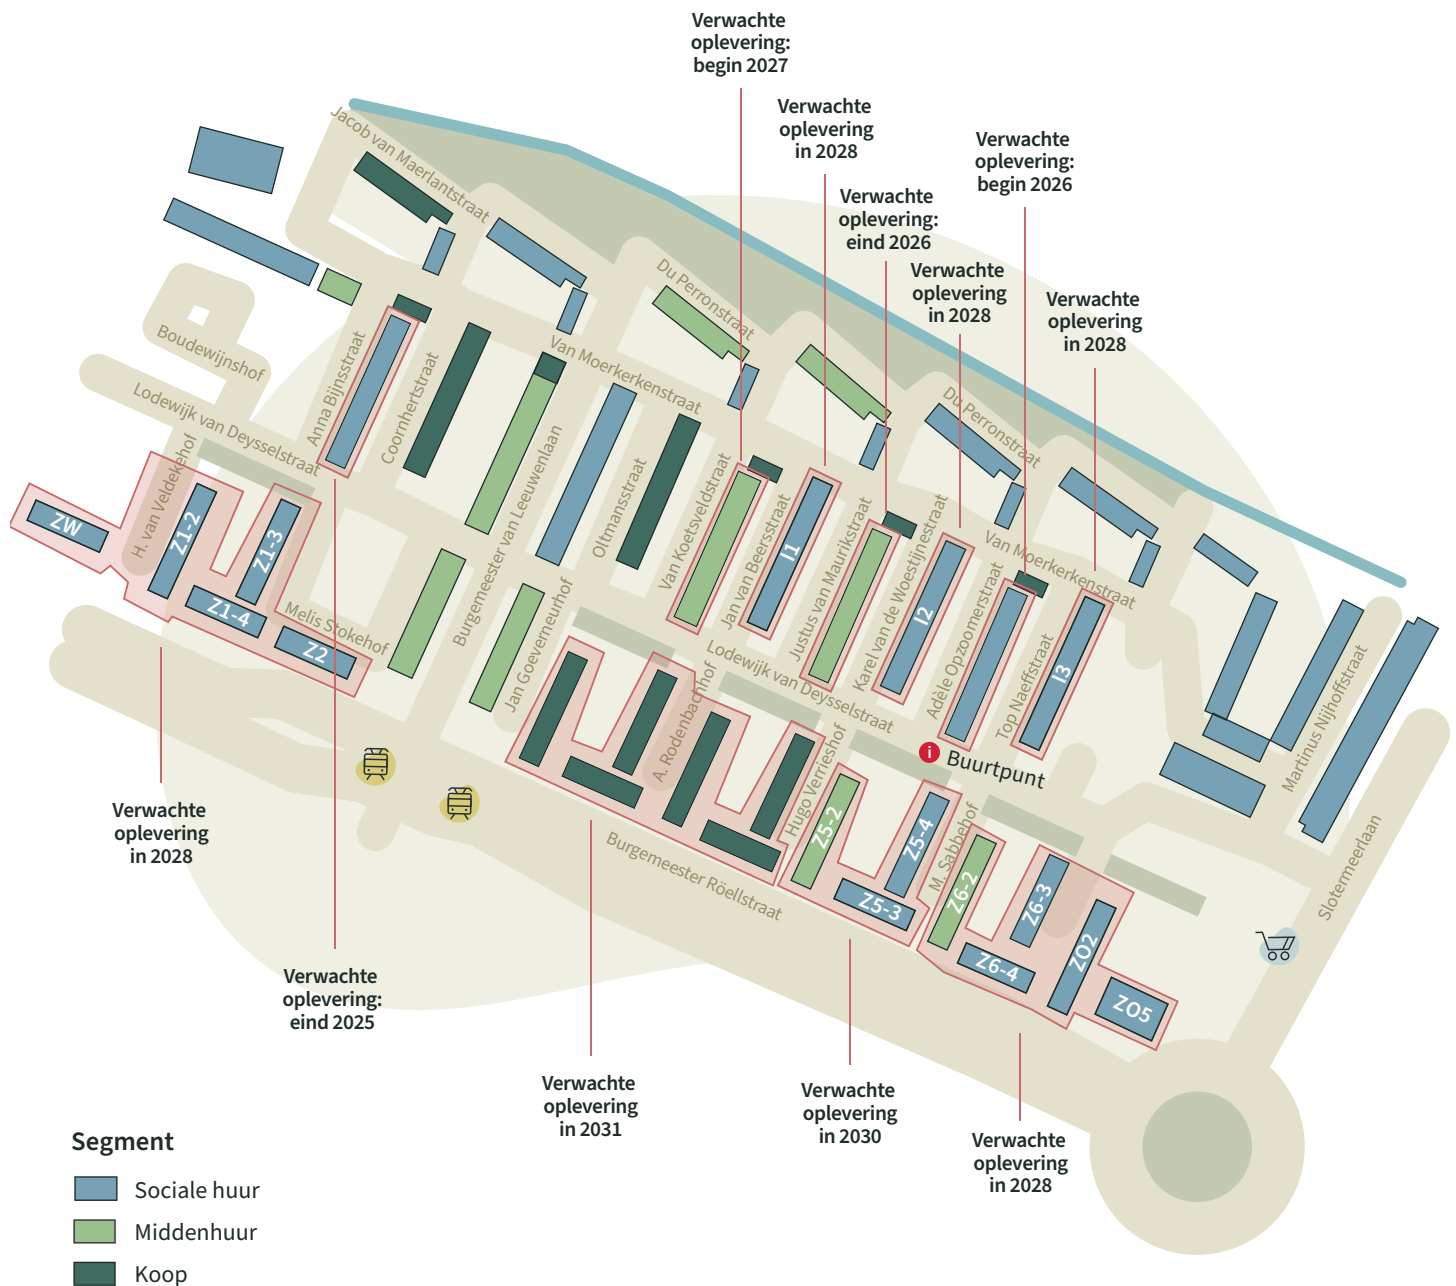 Verwachte
oplevering:
begin 2027
Verwachte
oplevering
in 2028
Verwachte
oplevering:
begin 2026
Verwachte
oplevering:
eind 2026
Verwachte
oplevering
in 2028
Verwachte
oplevering
in 2028
Jacob van Maerlantstraat
Du Perronstraat
Du Perronstraat
Boudewijnshof
Lodewijk van Deysselstraat
Anna Bijnsstraat
Coornhertstraat
Van Moerkerkenstraat
Burgemeester van Leeuwenlaan
Oltmansstraat
Van Koetsveldstraat
Jan van Beersstraat
Justus van Maurikstraat
Karel van de Woestijnestraat
Adèle Opzoomerstraat
Van Moerkerkenstraat
Top Naeffstraat
Martinus Nijhoffstraat
Slotermeerlaan
H. van Veldekehof
Melis Stokehof
Jan Goeverneurhof
Lodewijk van Deysselstraat
A. Rodenbachhof
Hugo Verrieshof
M. Sabbehof
Burgemeester Röellstraat
i
Buurtpunt
ZW
Z1-2
Z1-3
Z1-4
Z2
I1
I2
I3
Z5-2
Z5-4
Z5-3
Z6-2
Z6-3
Z6-4
ZO2
ZO5
Verwachte
oplevering
in 2028
Verwachte
oplevering:
eind 2025
Verwachte
oplevering
in 2031
Verwachte
oplevering
in 2030
Verwachte
oplevering
in 2028
Segment
Sociale huur
Middenhuur
Koop